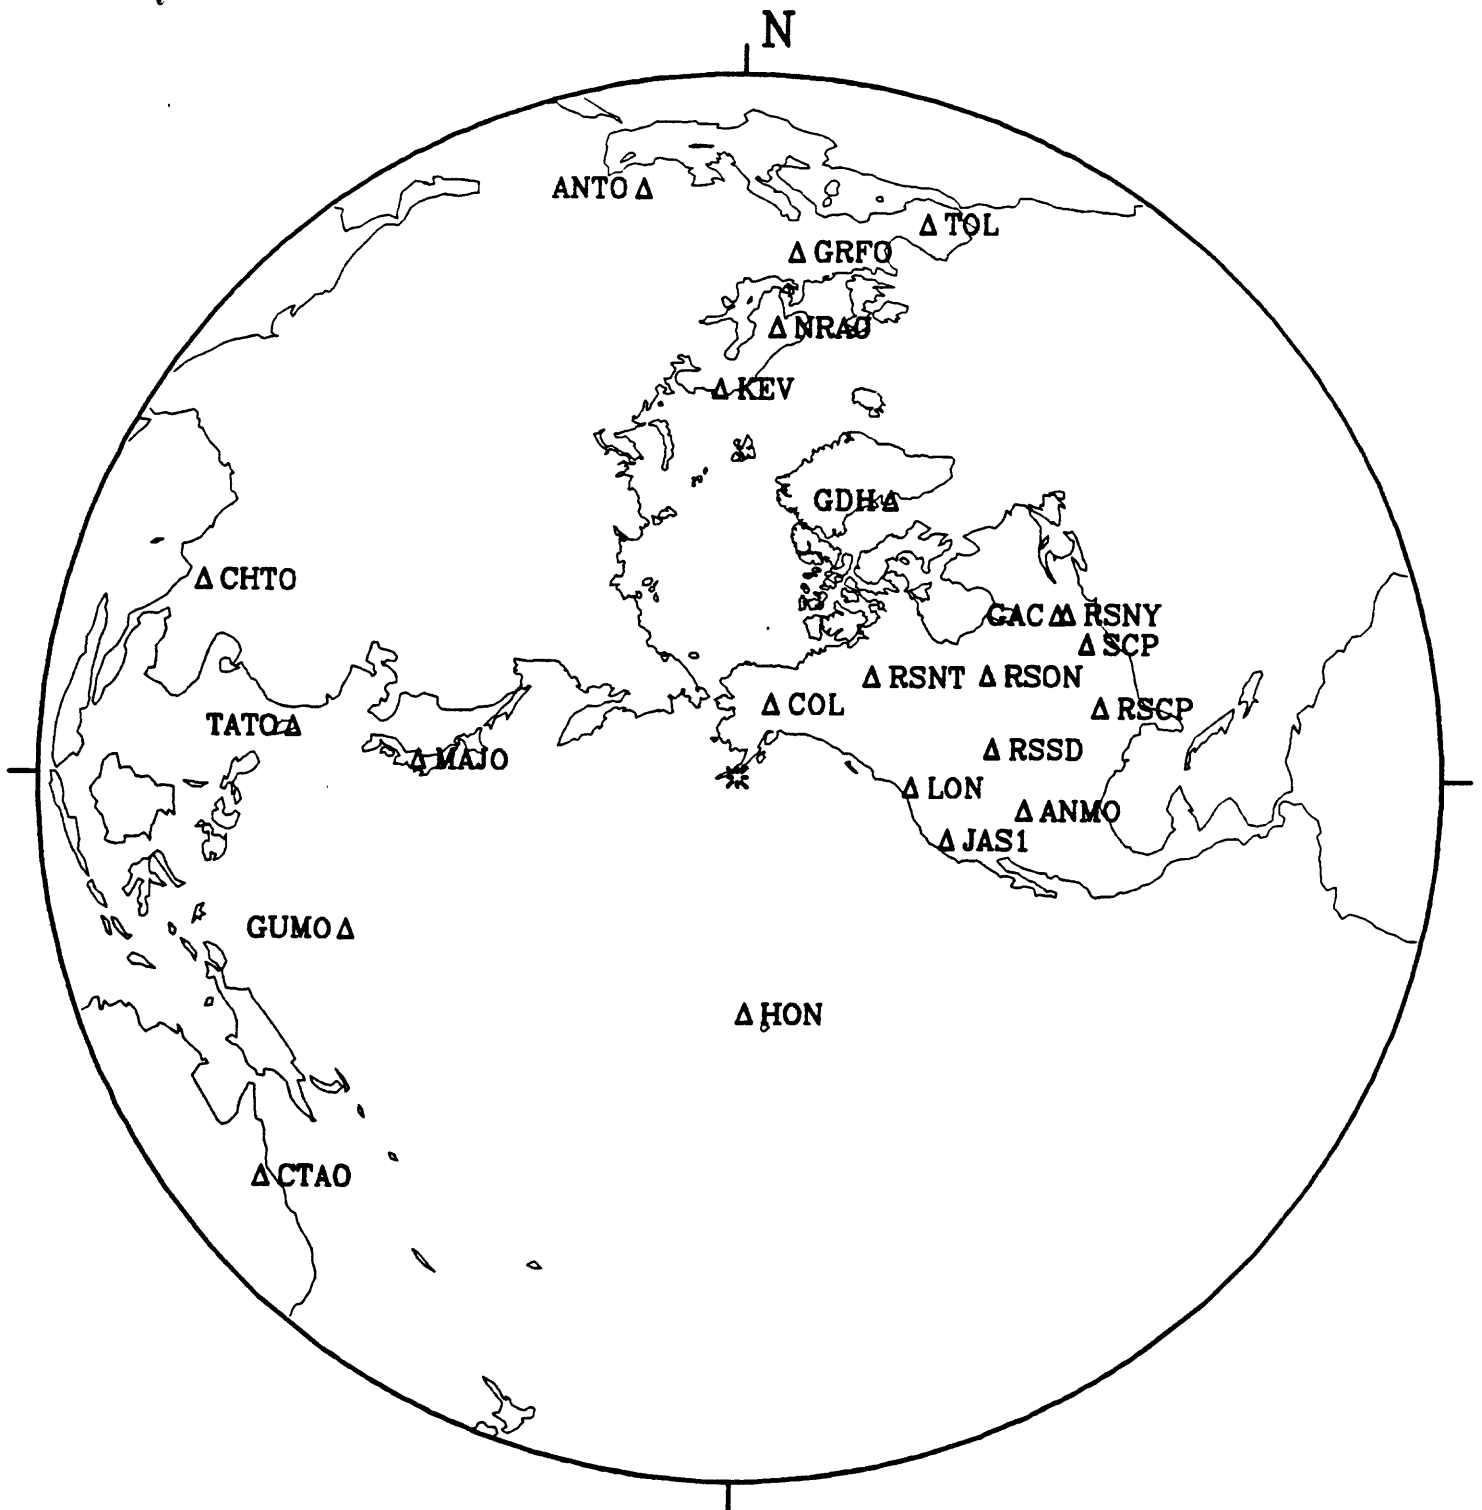 N
ANTO
TOL
GRFO
NRAO
KEV
GDH
CHTO
GAC
RSNY
SCP
RSNT
RSON
COL
RSCP
TATO
MAJO
RSSD
LON
ANMO
JAS1
GUMO
HON
CTAO